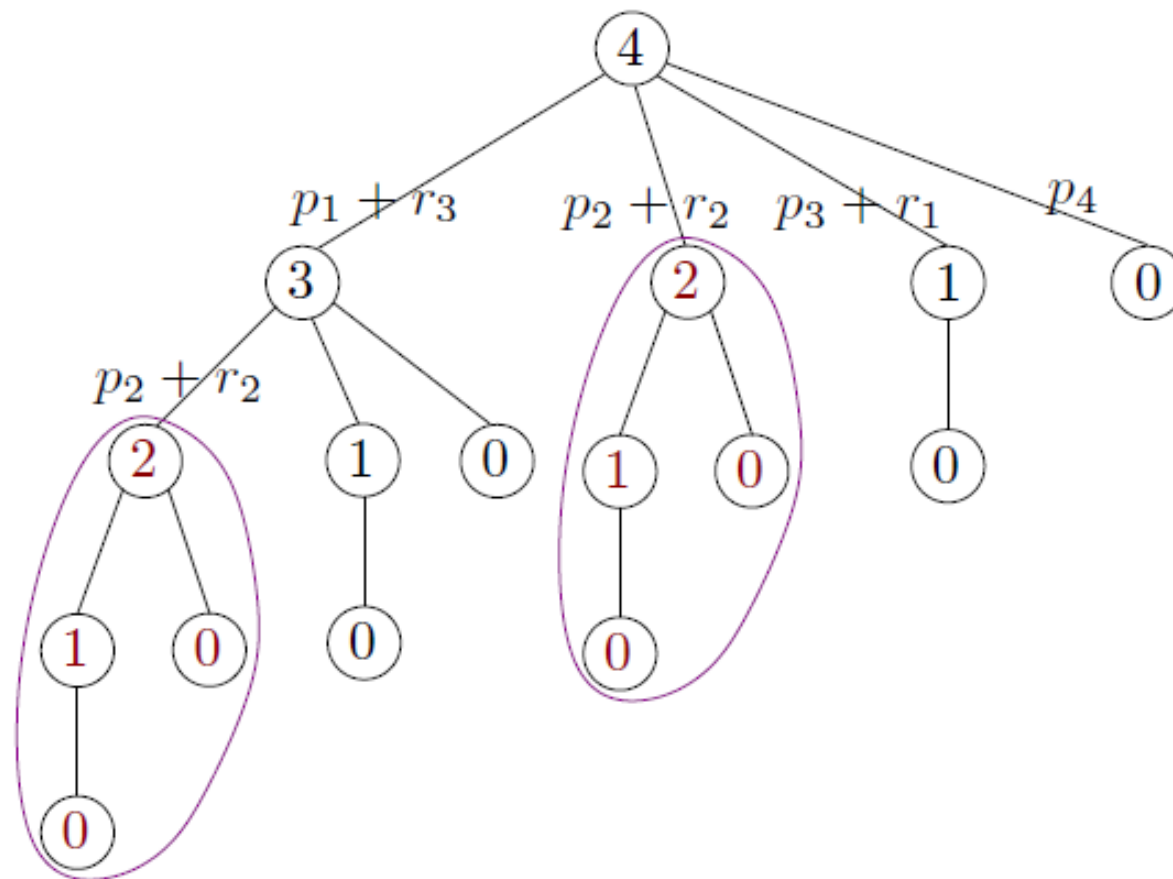 4
p₁ + r₃ p₂ + r₂ p₃ + r₁ p₄
3 2 1 0
p₂ + r₂
2 1 0 1 0 0
1 0 0 0
0